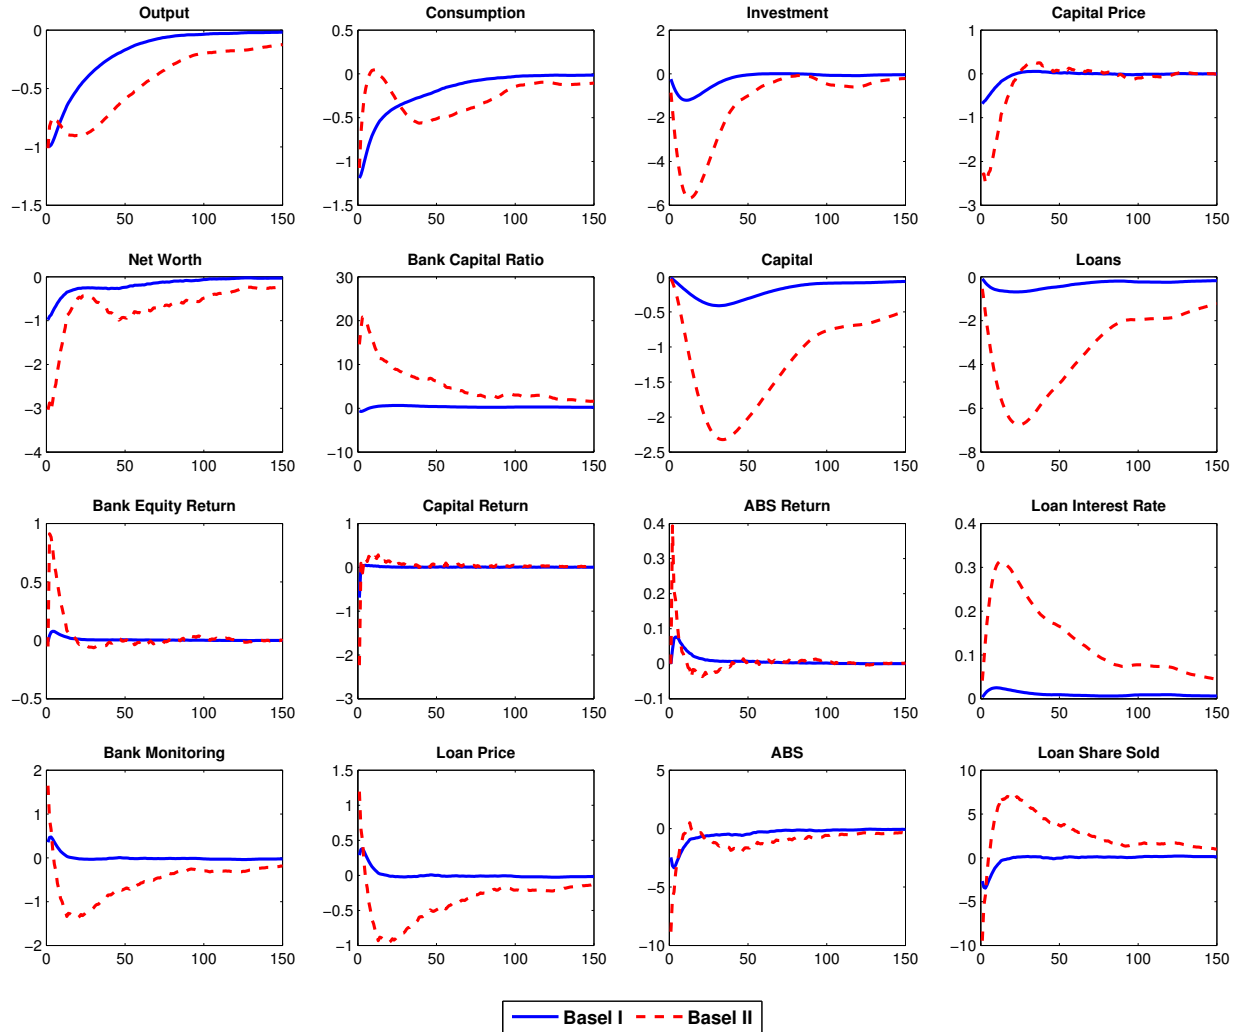 Output
Consumption
Investment
Capital Price
0
-0.5
-1
-1.5
0 50 100 150
0.5
0
-0.5
-1
-1.5
0 50 100 150
2
0
-2
-4
-6
0 50 100 150
1
0
-1
-2
-3
0 50 100 150
Net Worth
Bank Capital Ratio
Capital
Loans
0
-1
-2
-3
-4
0 50 100 150
30
20
10
0
-10
0 50 100 150
0
-0.5
-1
-1.5
-2
-2.5
0 50 100 150
0
-2
-4
-6
-8
0 50 100 150
Bank Equity Return
Capital Return
ABS Return
Loan Interest Rate
1
0.5
0
-0.5
0 50 100 150
1
0
-1
-2
-3
0 50 100 150
0.4
0.3
0.2
0.1
0
-0.1
0 50 100 150
0.4
0.3
0.2
0.1
0
0 50 100 150
Bank Monitoring
Loan Price
ABS
Loan Share Sold
2
1
0
-1
-2
0 50 100 150
1.5
1
0.5
0
-0.5
-1
0 50 100 150
5
0
-5
-10
0 50 100 150
10
5
0
-5
-10
0 50 100 150
Basel I Basel II